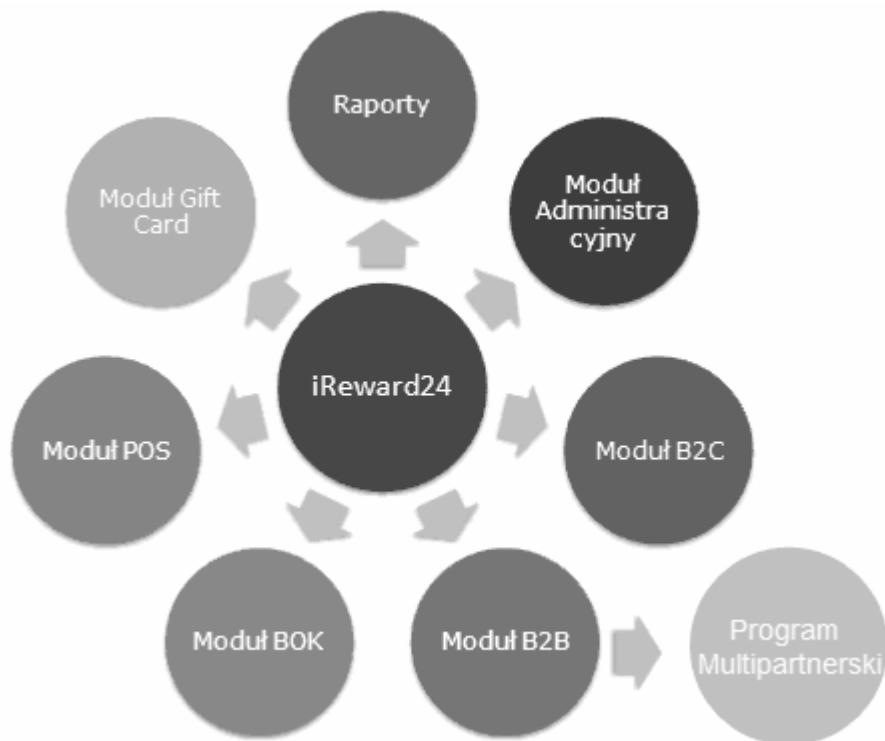 Raporty
Moduł Gift
Card
Moduł
Administra
cyjny
iReward24
Moduł POS
Moduł B2C
Moduł BOK
Moduł B2B
Program
Multipartnerski